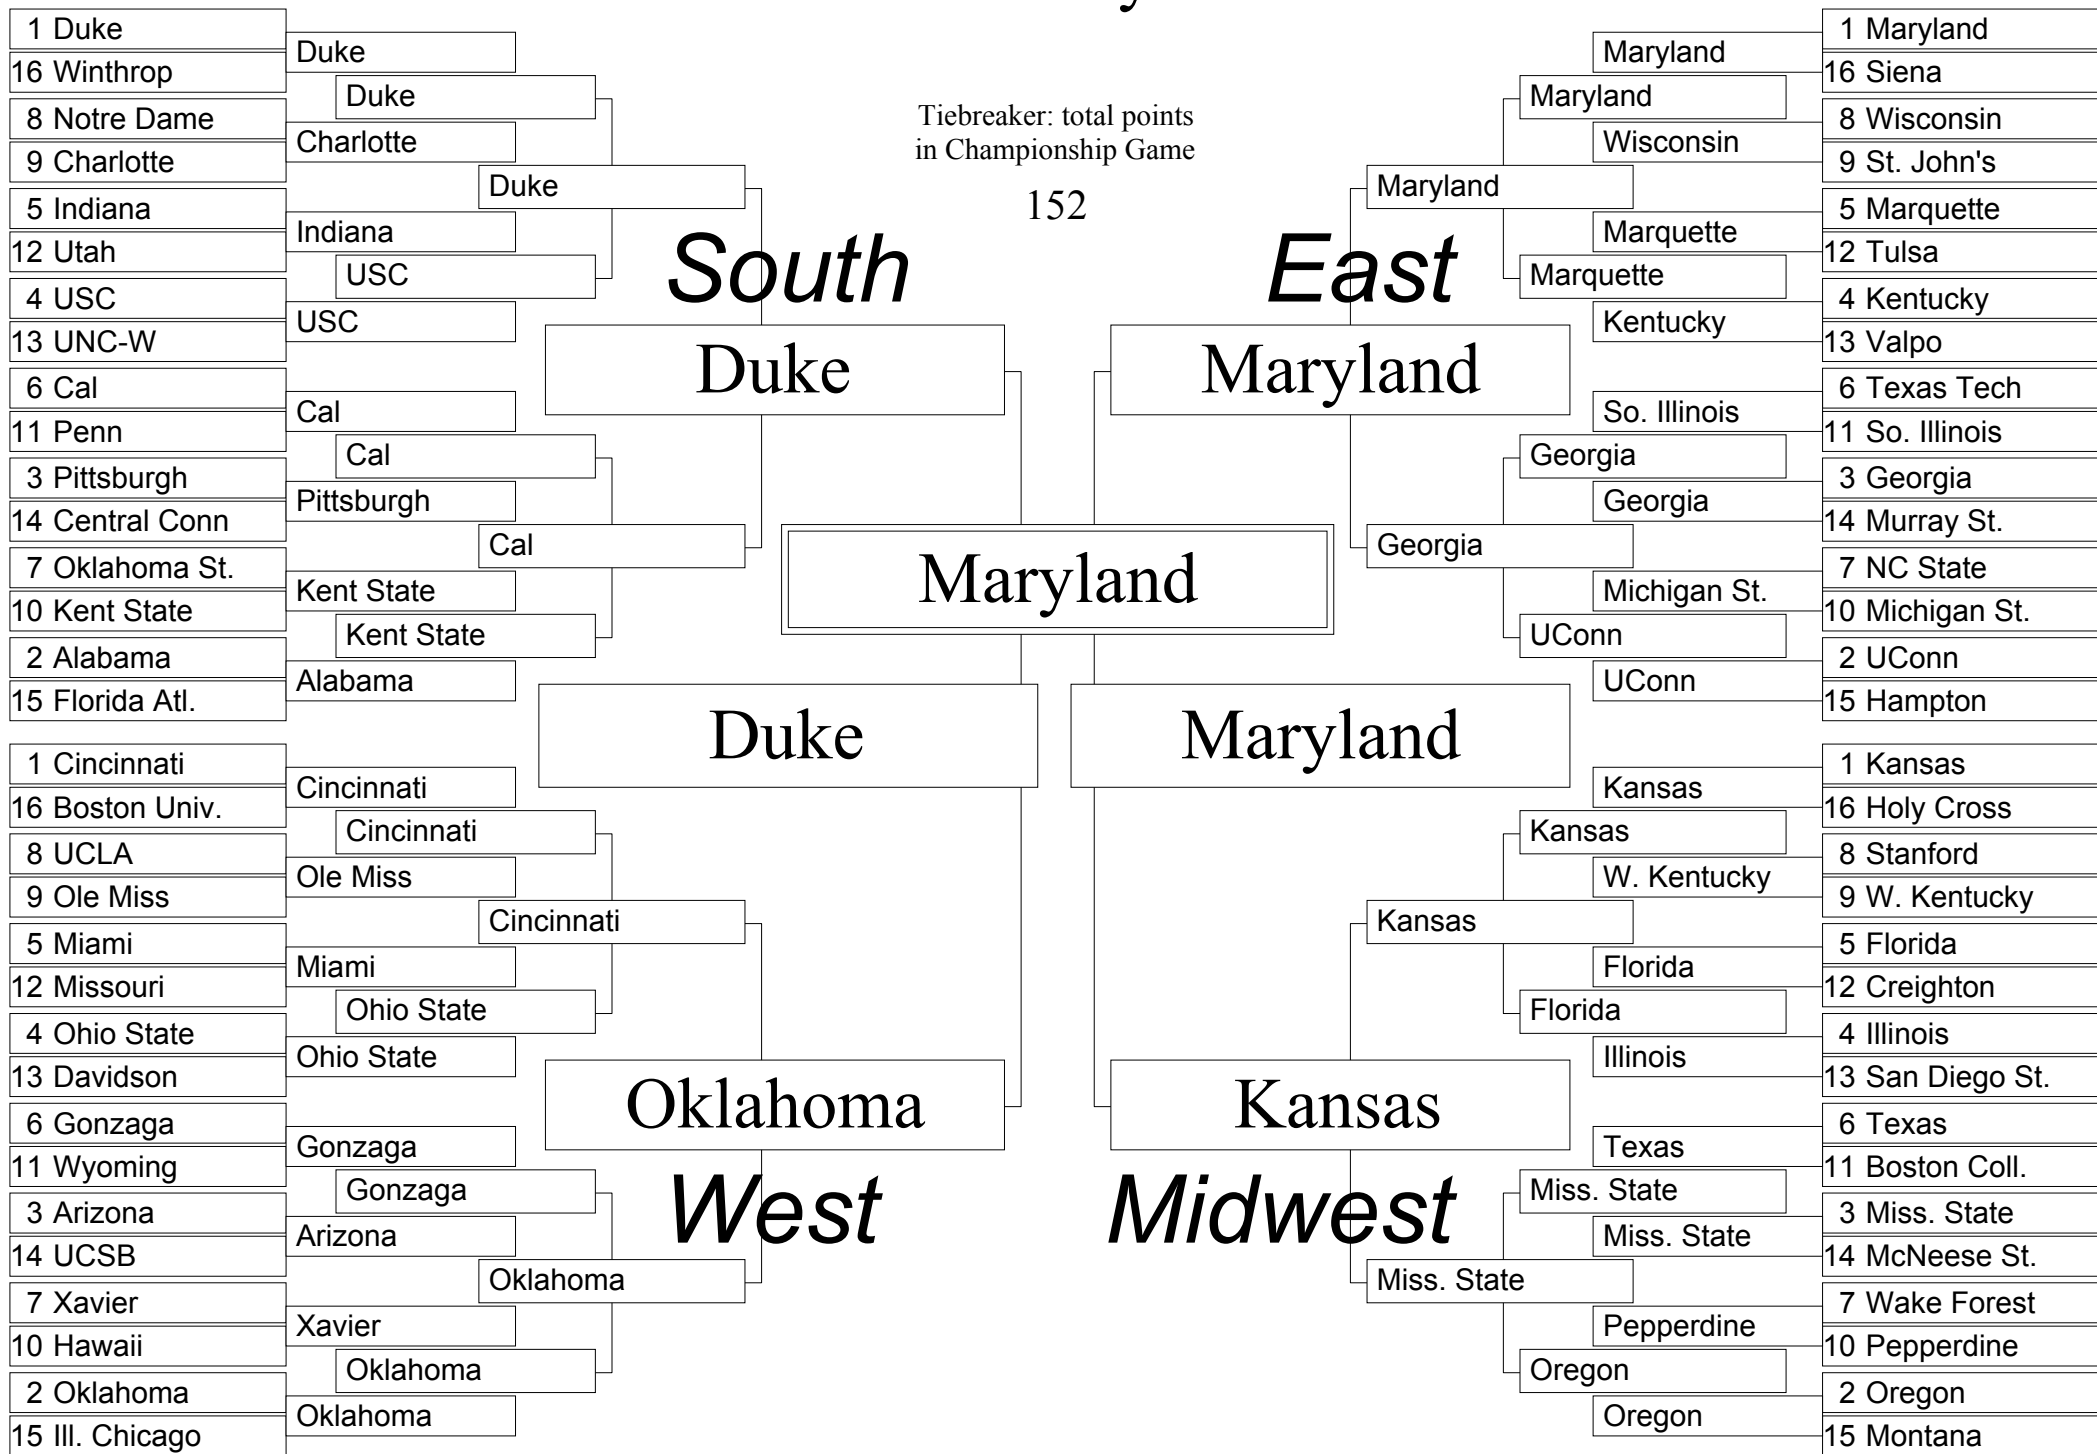 1 Duke
16 Winthrop
8 Notre Dame
9 Charlotte
5 Indiana
12 Utah
4 USC
13 UNC-W
6 Cal
11 Penn
3 Pittsburgh
14 Central Conn
7 Oklahoma St.
10 Kent State
2 Alabama
15 Florida Atl.
Duke
Charlotte
Indiana
USC
Cal
Pittsburgh
Kent State
Alabama
Duke
USC
Cal
Kent State
Duke
Cal
South
Duke
1 Cincinnati
16 Boston Univ.
8 UCLA
9 Ole Miss
5 Miami
12 Missouri
4 Ohio State
13 Davidson
6 Gonzaga
11 Wyoming
3 Arizona
14 UCSB
7 Xavier
10 Hawaii
2 Oklahoma
15 Ill. Chicago
Cincinnati
Ole Miss
Miami
Ohio State
Gonzaga
Arizona
Xavier
Oklahoma
Cincinnati
Ohio State
Gonzaga
Oklahoma
Cincinnati
Oklahoma
Oklahoma
West
Tiebreaker: total points
in Championship Game
152
Maryland
Duke
Maryland
1 Maryland
16 Siena
8 Wisconsin
9 St. John's
5 Marquette
12 Tulsa
4 Kentucky
13 Valpo
6 Texas Tech
11 So. Illinois
3 Georgia
14 Murray St.
7 NC State
10 Michigan St.
2 UConn
15 Hampton
Maryland
Wisconsin
Marquette
Kentucky
So. Illinois
Georgia
Michigan St.
UConn
Maryland
Marquette
Georgia
UConn
Maryland
Georgia
East
Maryland
1 Kansas
16 Holy Cross
8 Stanford
9 W. Kentucky
5 Florida
12 Creighton
4 Illinois
13 San Diego St.
6 Texas
11 Boston Coll.
3 Miss. State
14 McNeese St.
7 Wake Forest
10 Pepperdine
2 Oregon
15 Montana
Kansas
W. Kentucky
Florida
Illinois
Texas
Miss. State
Pepperdine
Oregon
Kansas
Florida
Miss. State
Oregon
Kansas
Miss. State
Kansas
Midwest